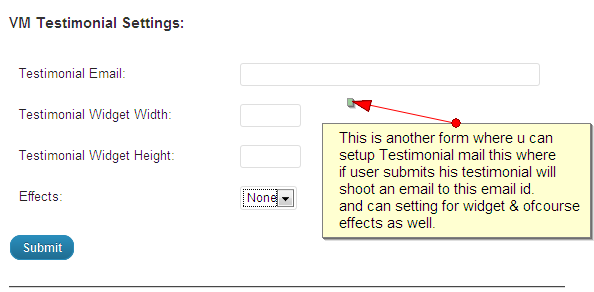 VM Testimonial Settings:
Testimonial Email:
Testimonial Widget Width:
Testimonial Widget Height:
Effects:
None
Submit
This is another form where u can
setup Testimonial mail this where
if user submits his testimonial will
shoot an email to this email id.
and can setting for widget & ofcourse
effects as well.